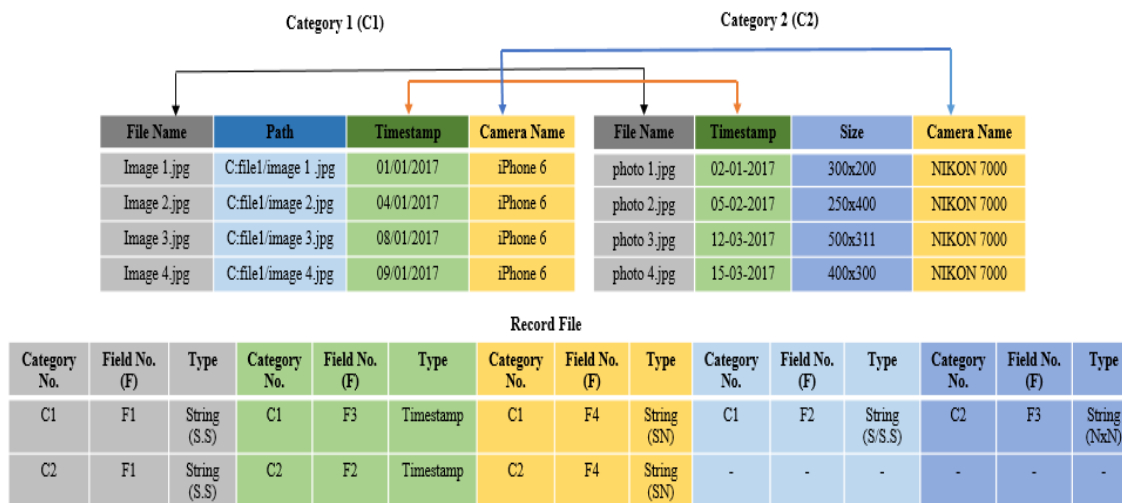 Category 1 (C1) Category 2 (C2)
File Name Path Timestamp Camera Name File Name Timestamp Size Camera Name
Image 1.jpg C:file1/image 1 .jpg 01/01/2017 iPhone 6 photo 1.jpg 02-01-2017 300x200 NIKON 7000
Image 2.jpg C:file1/image 2.jpg 04/01/2017 iPhone 6 photo 2.jpg 05-02-2017 250x400 NIKON 7000
Image 3.jpg C:file1/image 3.jpg 08/01/2017 iPhone 6 photo 3.jpg 12-03-2017 500x311 NIKON 7000
Image 4.jpg C:file1/image 4.jpg 09/01/2017 iPhone 6 photo 4.jpg 15-03-2017 400x300 NIKON 7000
Record File
Category Field No. Type Category Field No. Type Category Field No. Type Category Field No. Type Category Field No. Type
No. (F) No. (F) No. (F) No. (F) No. (F)
C1 F1 String C1 F3 Timestamp C1 F4 String C1 F2 String C2 F3 String
(S.S) (SN) (S/S.S) (NxN)
C2 F1 String C2 F2 Timestamp C2 F4 String - - - - - -
(S.S) (SN)